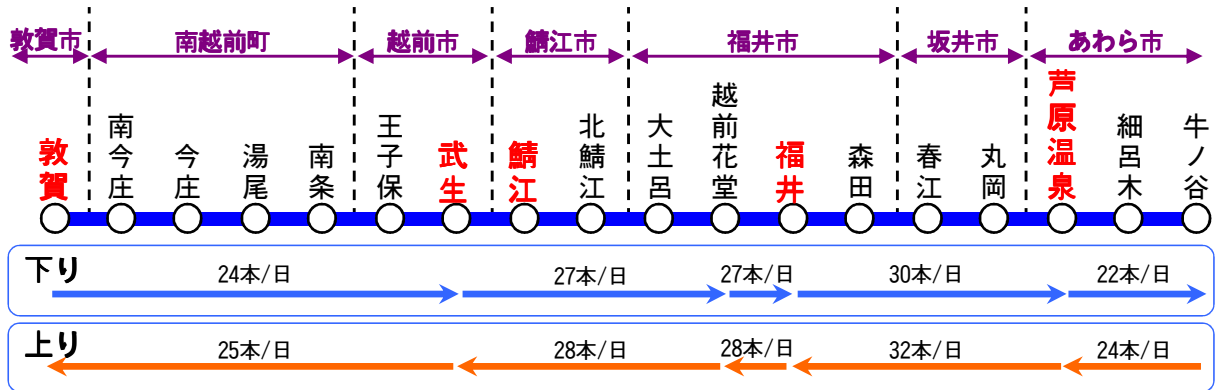 敦賀市 南越前町 越前市 鯖江市 福井市 坂井市 あわら市
敦賀 南今庄 今庄 湯尾 南条 王子保 武生 鯖江 北鯖江 大土呂 越前花堂 福井 森田 春江 丸岡 芦原温泉 細呂木 牛ノ谷
下り 24本/日 27本/日 27本/日 30本/日 22本/日
上り 25本/日 28本/日 28本/日 32本/日 24本/日